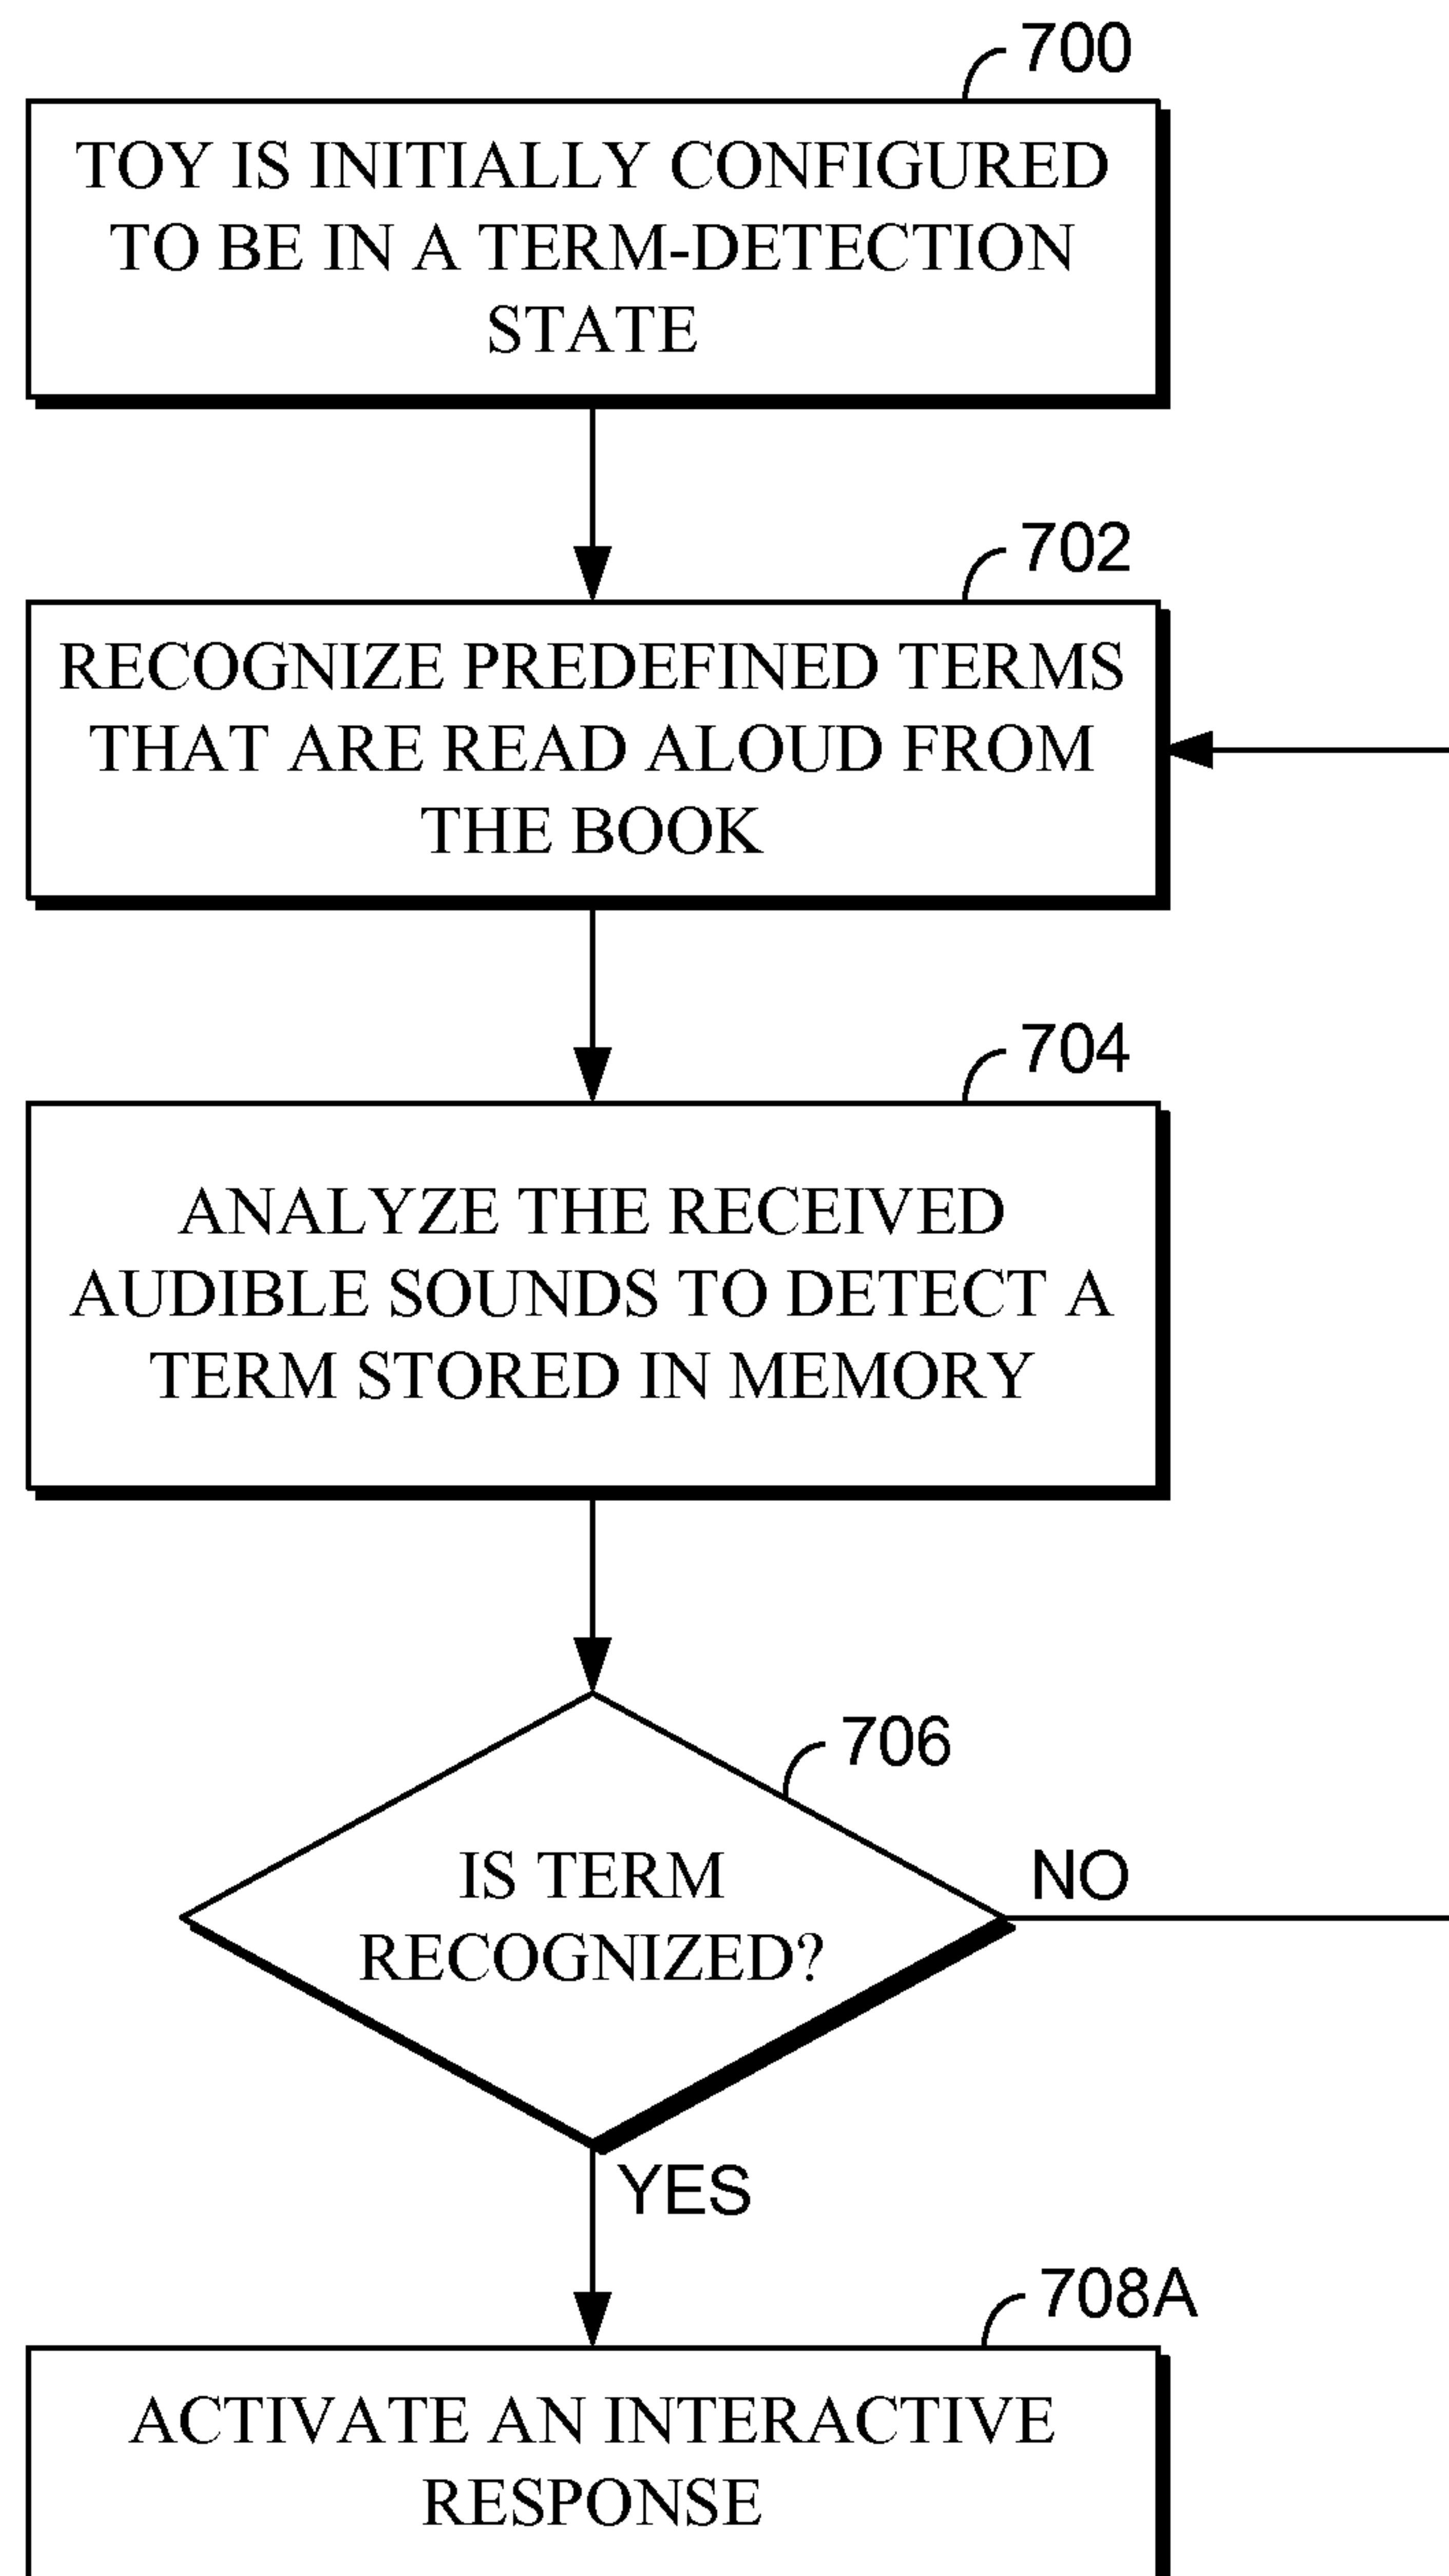 700
TOY IS INITIALLY CONFIGURED
TO BE IN A TERM-DETECTION
STATE
702
RECOGNIZE PREDEFINED TERMS
THAT ARE READ ALOUD FROM
THE BOOK
704
ANALYZE THE RECEIVED
AUDIBLE SOUNDS TO DETECT A
TERM STORED IN MEMORY
706
IS TERM
RECOGNIZED?
NO
YES
708A
ACTIVATE AN INTERACTIVE
RESPONSE